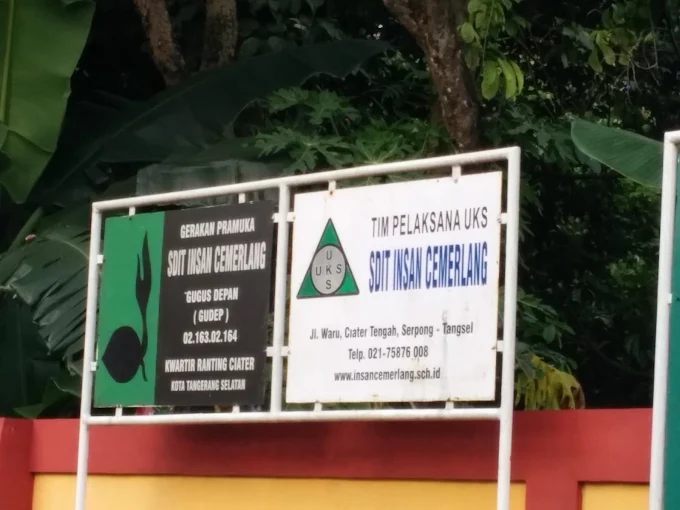 GERAKAN PRAMUKA
SDIT INSAN CEMERLANG
GUGUS DEPAN
( GUDEP )
02.163.02.164
KWARTIR RANTING CIATER
KOTA TANGERANG SELATAN
U
UKS
S
TIM PELAKSANA UKS
SDIT INSAN CEMERLANG
Jl. Waru, Ciater Tengah, Serpong - Tangsel
Telp. 021-75876 008
www.insancemerlang.sch.id